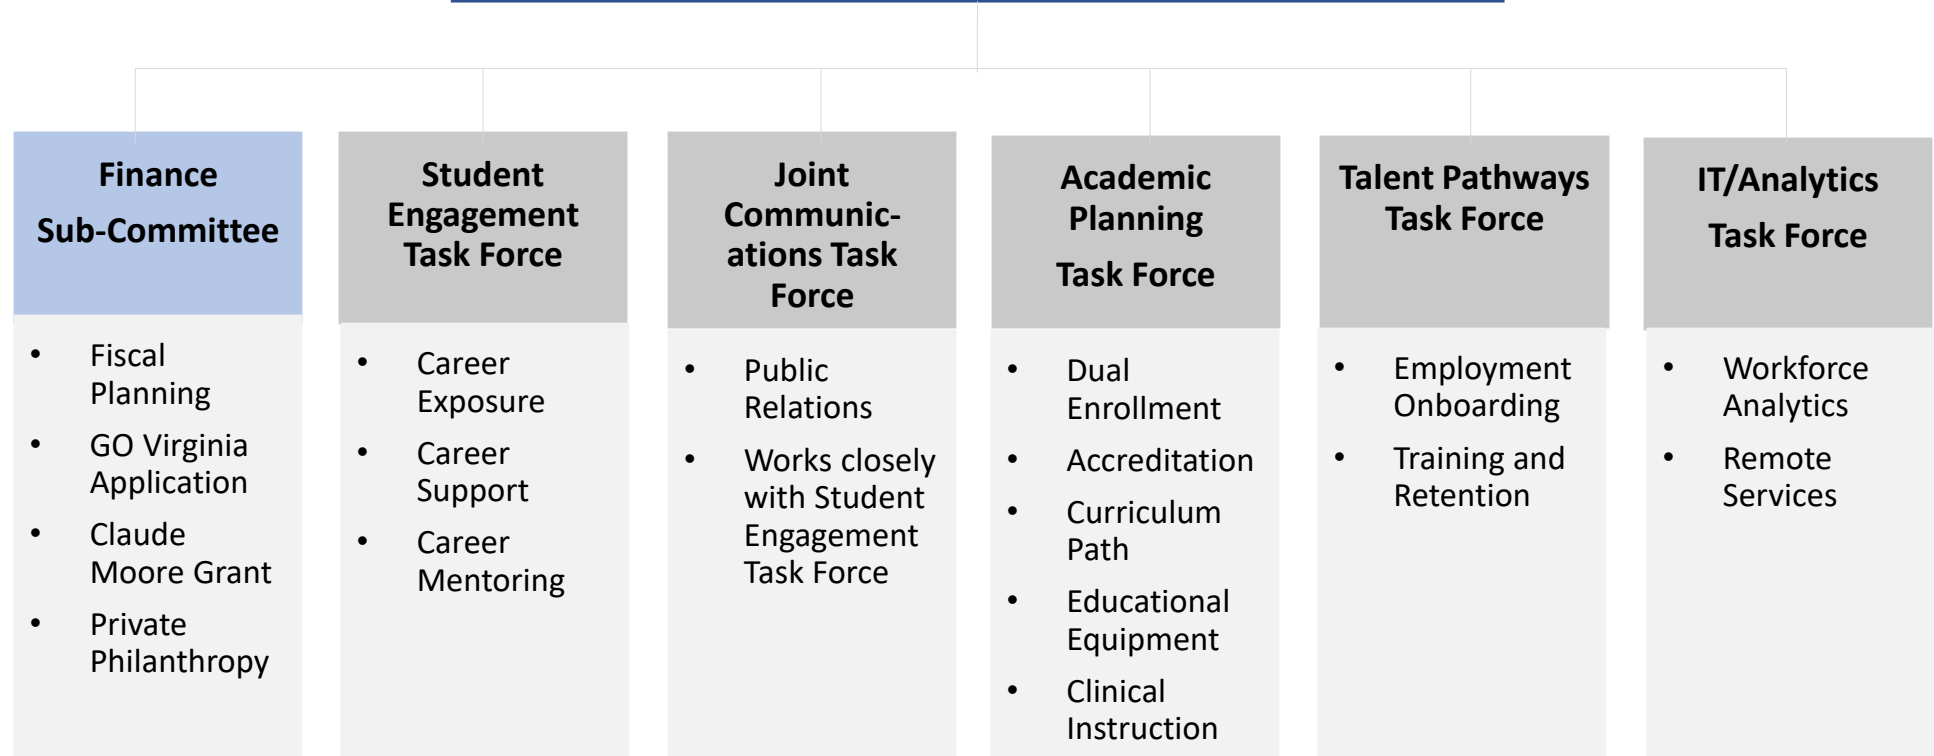 Finance
Sub-Committee
• Fiscal
Planning
• GO Virginia
Application
• Claude
Moore Grant
• Private
Philanthropy
Student
Engagement
Task Force
• Career
Exposure
• Career
Support
• Career
Mentoring
Joint
Communic-
ations Task
Force
• Public
Relations
• Works closely
with Student
Engagement
Task Force
Academic
Planning
Task Force
• Dual
Enrollment
• Accreditation
• Curriculum
Path
• Educational
Equipment
• Clinical
Instruction
Talent Pathways
Task Force
• Employment
Onboarding
• Training and
Retention
IT/Analytics
Task Force
• Workforce
Analytics
• Remote
Services